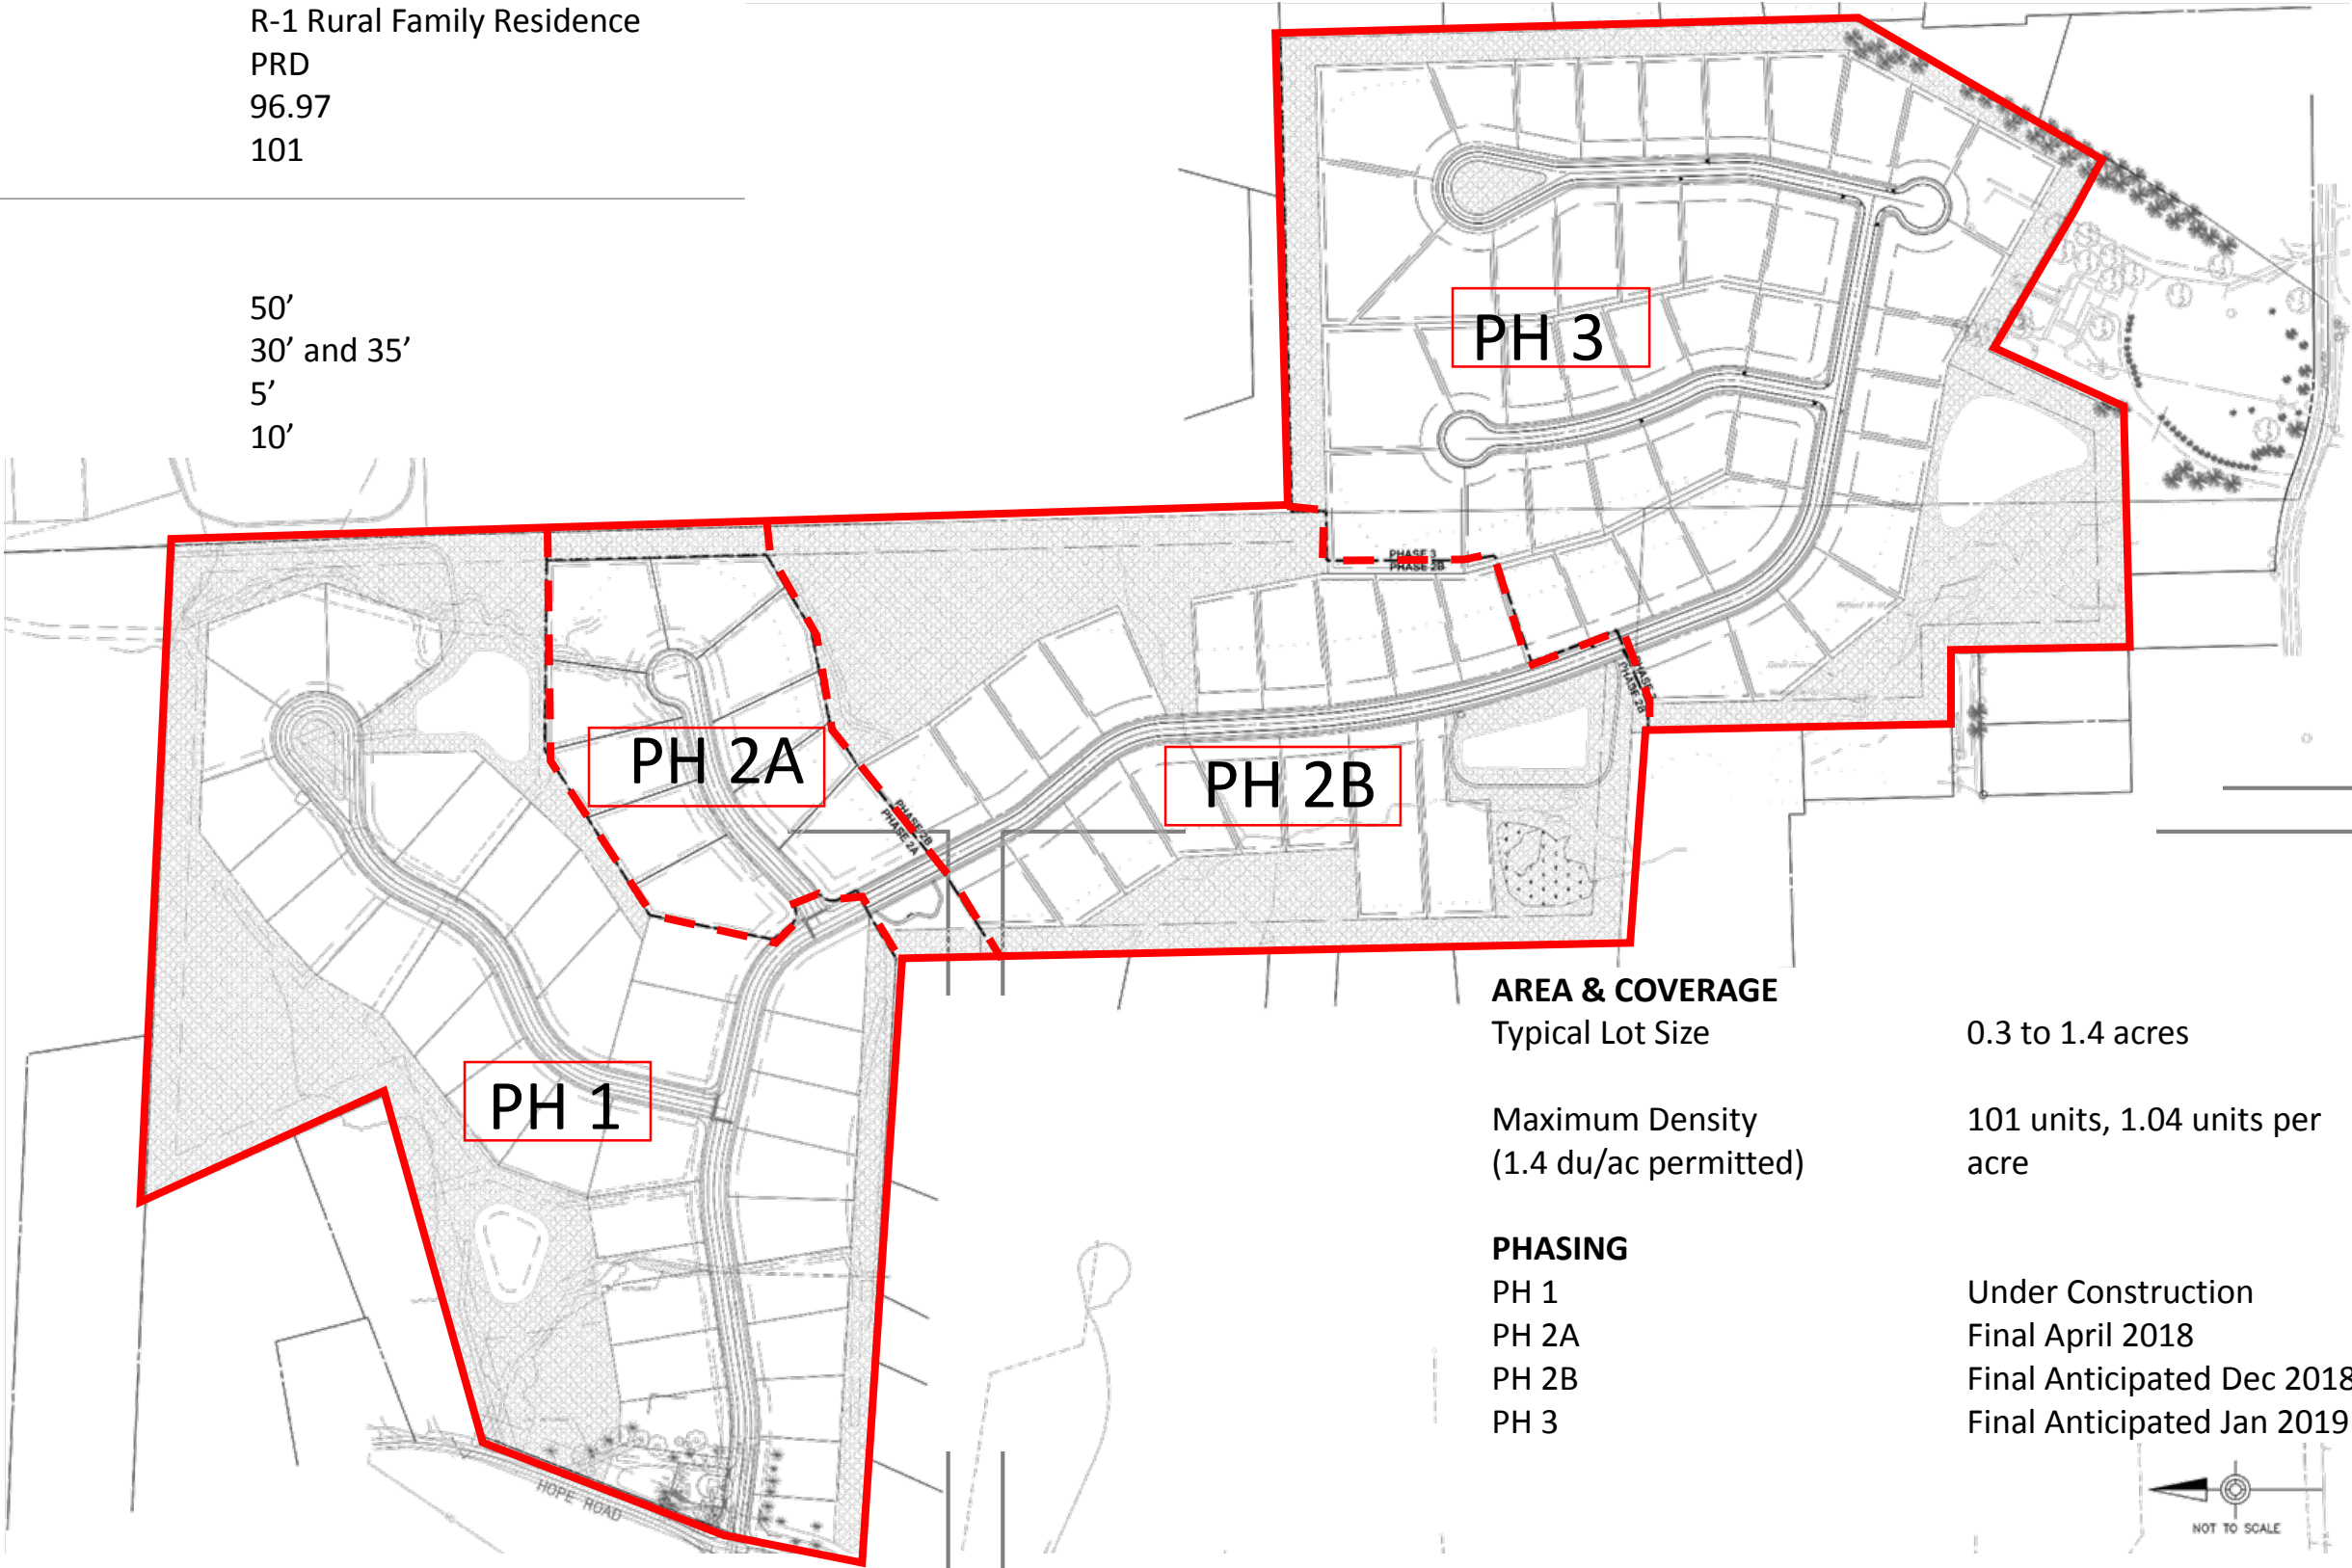 R-1 Rural Family Residence
PRD
96.97
101
50’
30’ and 35’
5’
10’
PH 3
PHASE 3
PHASE 2B
PH 2A
PH 2B
PHASE 2B
PHASE 2A
PHASE 2B
PH 1
HOPE ROAD
AREA & COVERAGE
Typical Lot Size 0.3 to 1.4 acres
Maximum Density 101 units, 1.04 units per
(1.4 du/ac permitted) acre
PHASING
PH 1 Under Construction
PH 2A Final April 2018
PH 2B Final Anticipated Dec 2018
PH 3 Final Anticipated Jan 2019
NOT TO SCALE